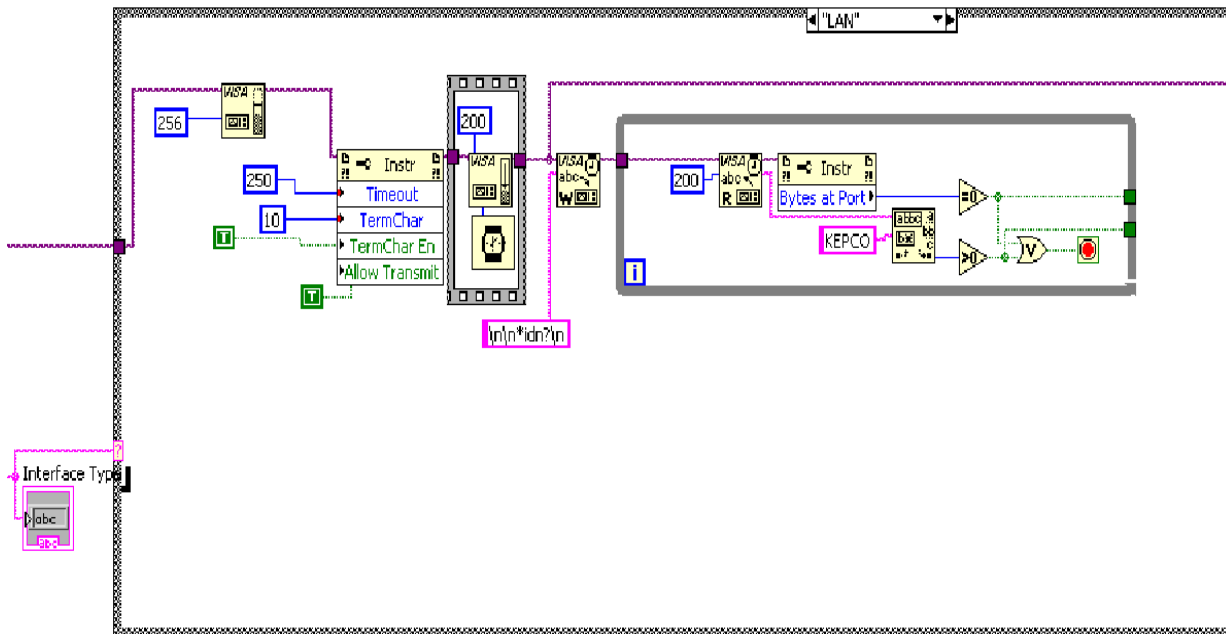 "LAN"
VISA
256
200
Instr
250
Timeout
10
TermChar
T
TermChar En
Allow Transmit
T
VISA
VISA
abc
W
\n\n*idn?\n
200
VISA
abc
R
Instr
Bytes at Port
=0
KEPCO
>0
V
i
?
Interface Type
abc
abc